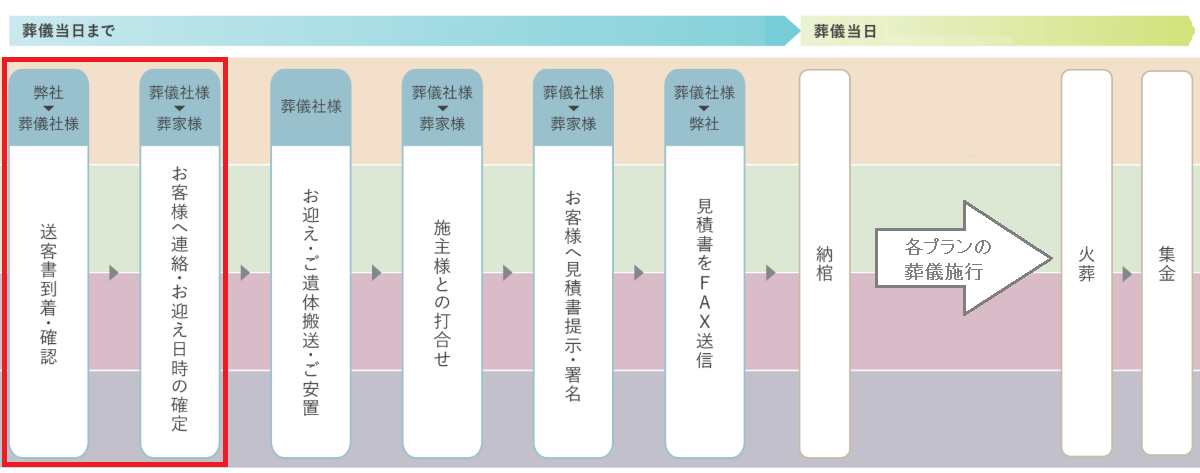 葬儀当日まで
葬儀当日
弊社
▼
葬儀社様
送客書到着・確認
葬儀社様
▼
葬家様
お客様へ連絡・お迎え日時の確定
葬儀社様
お迎え・ご遺体搬送・ご安置
葬儀社様
▼
葬家様
施主様との打合せ
葬儀社様
▼
葬家様
お客様へ見積書提示・署名
葬儀社様
▼
弊社
見積書をFAX送信
納棺
各プランの
葬儀施行
火葬
集金